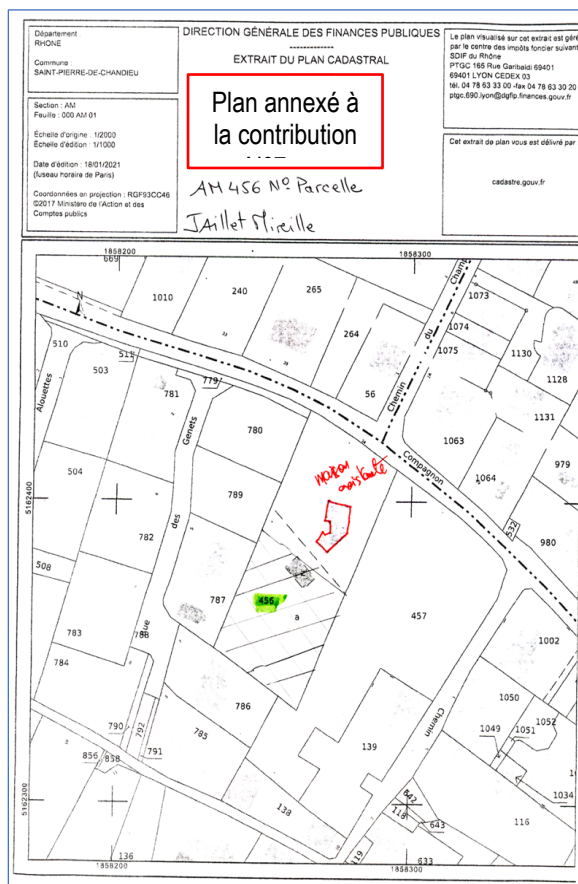 Département :
RHONE
Commune :
SAINT-PIERRE-DE-CHANDIEU
Section : AM
Feuille : 000 AM 01
Échelle d'origine : 1/2000
Échelle d'édition : 1/1000
Date d'édition : 18/01/2021
(fuseau horaire de Paris)
Coordonnées en projection : RGF93CC46
©2017 Ministère de l'Action et des
Comptes publics
DIRECTION GÉNÉRALE DES FINANCES PUBLIQUES
EXTRAIT DU PLAN CADASTRAL
Plan annexé à
la contribution
AM 456 N° Parcelle
JAillet Mireille
Le plan visualisé sur cet extrait est géré
par le centre des impôts foncier suivant
SDIF du Rhône
PTGC 165 Rue Garibaldi 69401
69401 LYON CEDEX 03
tél. 04 78 63 33 00 -fax 04 78 63 30 20
ptgc.690.lyon@dgfip.finances.gouv.fr
Cet extrait de plan vous est délivré par
cadastre.gouv.fr
1858200
1858300
669
N
1010
240
265
264
56
Chemin
du
Champ
1073
1074
1075
1130
1128
1131
1063
1064
979
980
532
Compagnon
510
511
503
Alouettes
781
779
Genets
780
789
504
782
des
508
787
783
788
Rue
784
maison
existante
5162400
456
a
457
1002
786
785
790
792
791
856
858
139
Chemin
1050
1049
1051
1052
1034
5162300
138
642
118
643
116
136
119
633
1858200
1858300